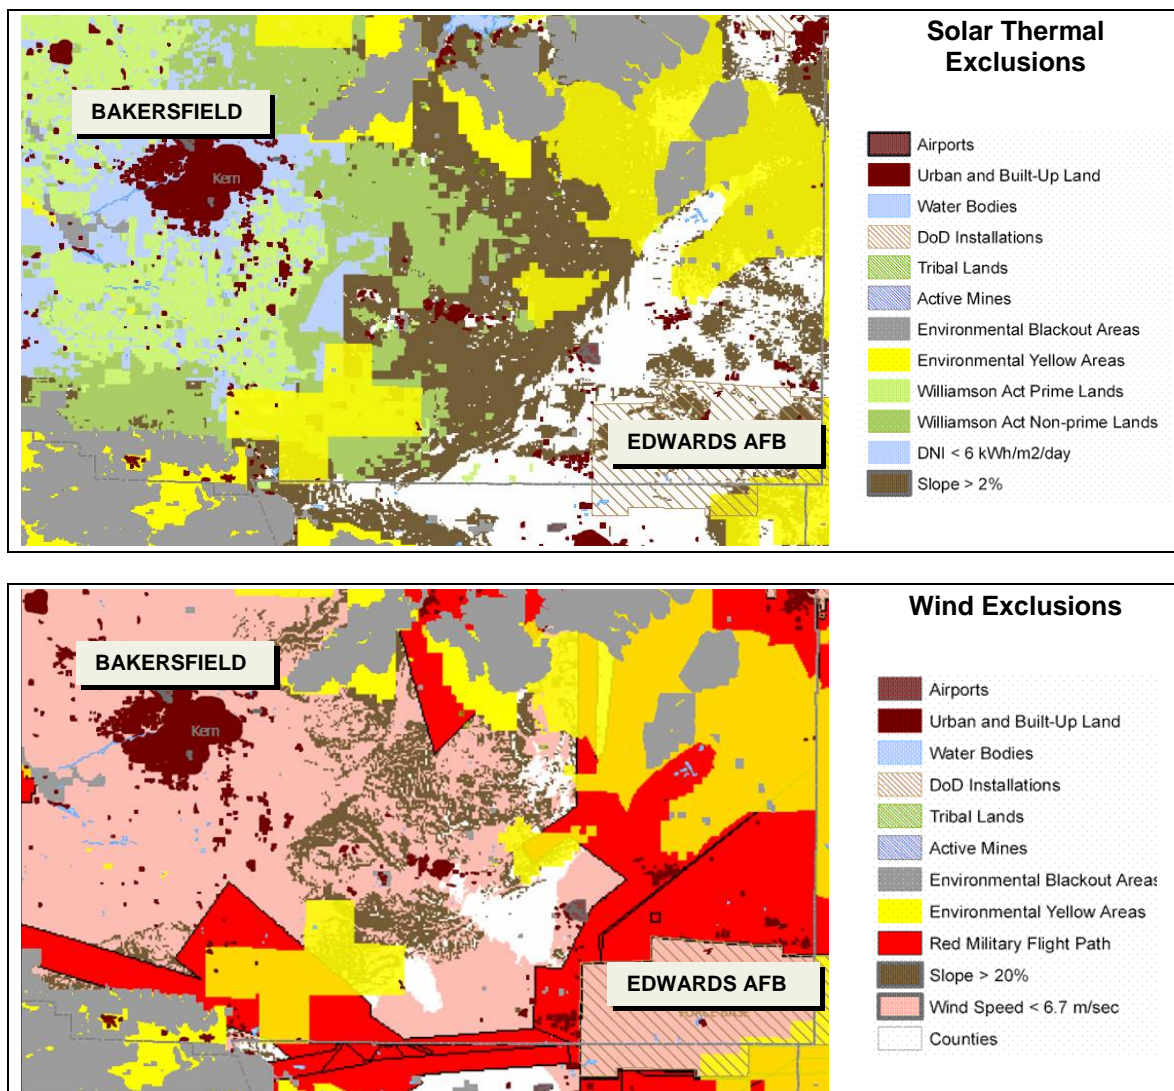 Solar Thermal
Exclusions
BAKERSFIELD
Kern
EDWARDS AFB
Airports
Urban and Built-Up Land
Water Bodies
DoD Installations
Tribal Lands
Active Mines
Environmental Blackout Areas
Environmental Yellow Areas
Williamson Act Prime Lands
Williamson Act Non-prime Lands
DNI < 6 kWh/m2/day
Slope > 2%
Wind Exclusions
BAKERSFIELD
Kern
EDWARDS AFB
Airports
Urban and Built-Up Land
Water Bodies
DoD Installations
Tribal Lands
Active Mines
Environmental Blackout Areas
Environmental Yellow Areas
Red Military Flight Path
Slope > 20%
Wind Speed < 6.7 m/sec
Counties